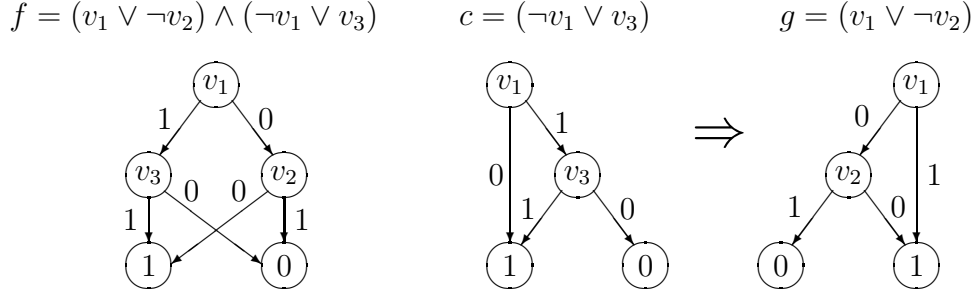 f = (v₁ ∨ ¬v₂) ∧ (¬v₁ ∨ v₃) c = (¬v₁ ∨ v₃) g = (v₁ ∨ ¬v₂)
v₁ v₁ v₁
1 0 1 ⇒ 0
v₃ v₂ 0 v₃ v₂ 1
0 0
1 1 1 0 1 0
1 0 1 0 0 1